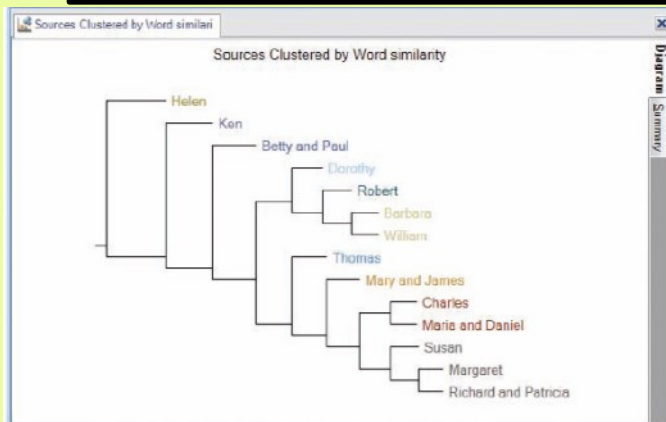 Sources Clustered by Word similari
Sources Clustered by Word similarity
Diagram
Summary
Helen
Ken
Betty and Paul
Dorothy
Robert
Barbara
William
Thomas
Mary and James
Charles
Maria and Daniel
Susan
Margaret
Richard and Patricia